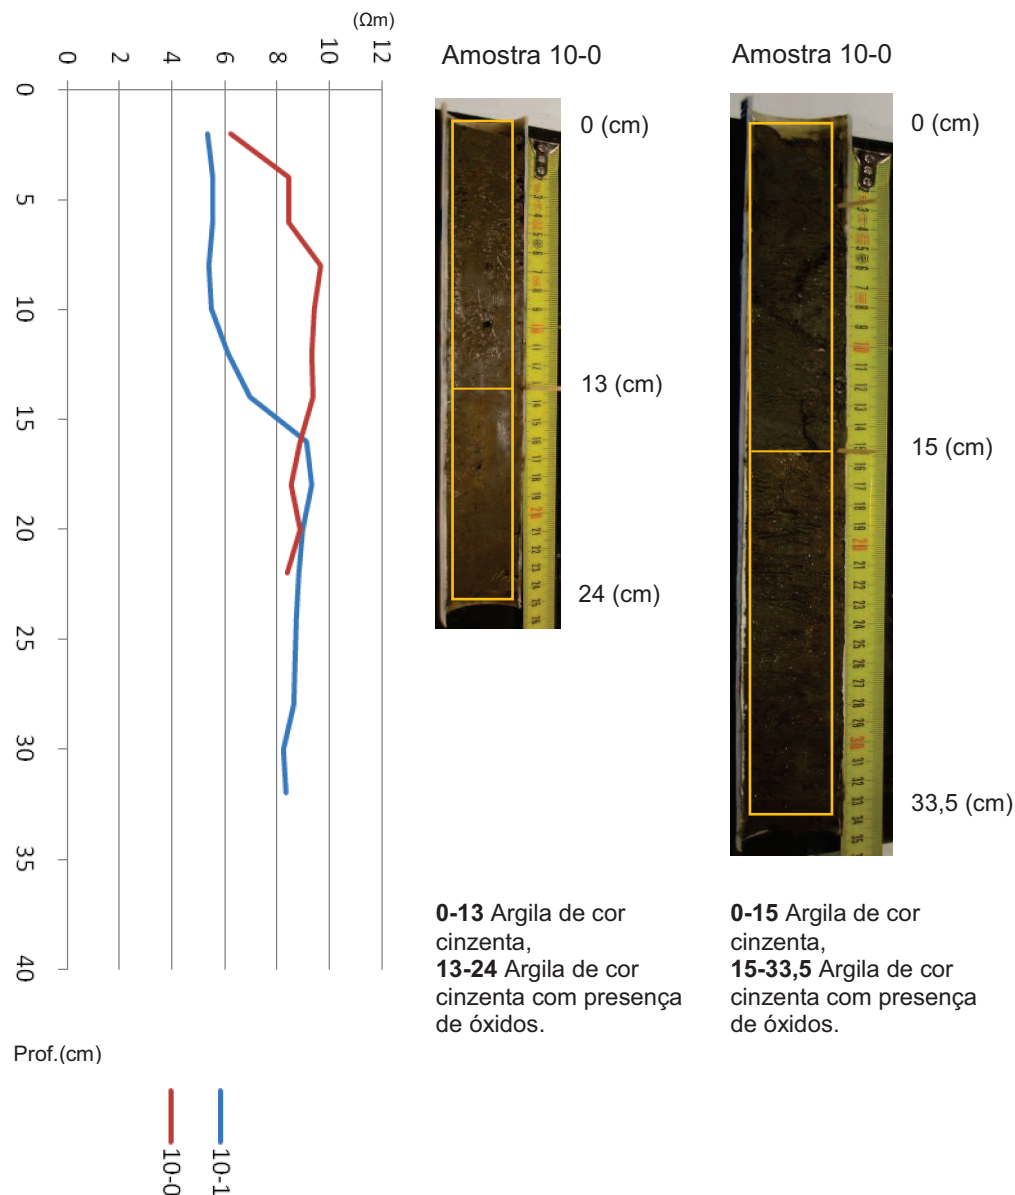 (Ωm)
0 2 4 6 8 10 12
0
5
10
15
20
25
30
35
40
Prof.(cm)
10-0
10-1
Amostra 10-0
0 (cm)
13 (cm)
24 (cm)
0-13 Argila de cor
cinzenta,
13-24 Argila de cor
cinzenta com presença
de óxidos.
Amostra 10-0
0 (cm)
15 (cm)
33,5 (cm)
0-15 Argila de cor
cinzenta,
15-33,5 Argila de cor
cinzenta com presença
de óxidos.